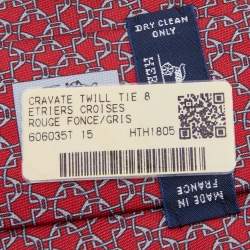 DRY CLEAN
ONLY
CRAVATE TWILL TIE 8
ETRIERS CROISES
ROUGE FONCE/GRIS
606035T 15 HTH1805
MADE IN
FRANCE